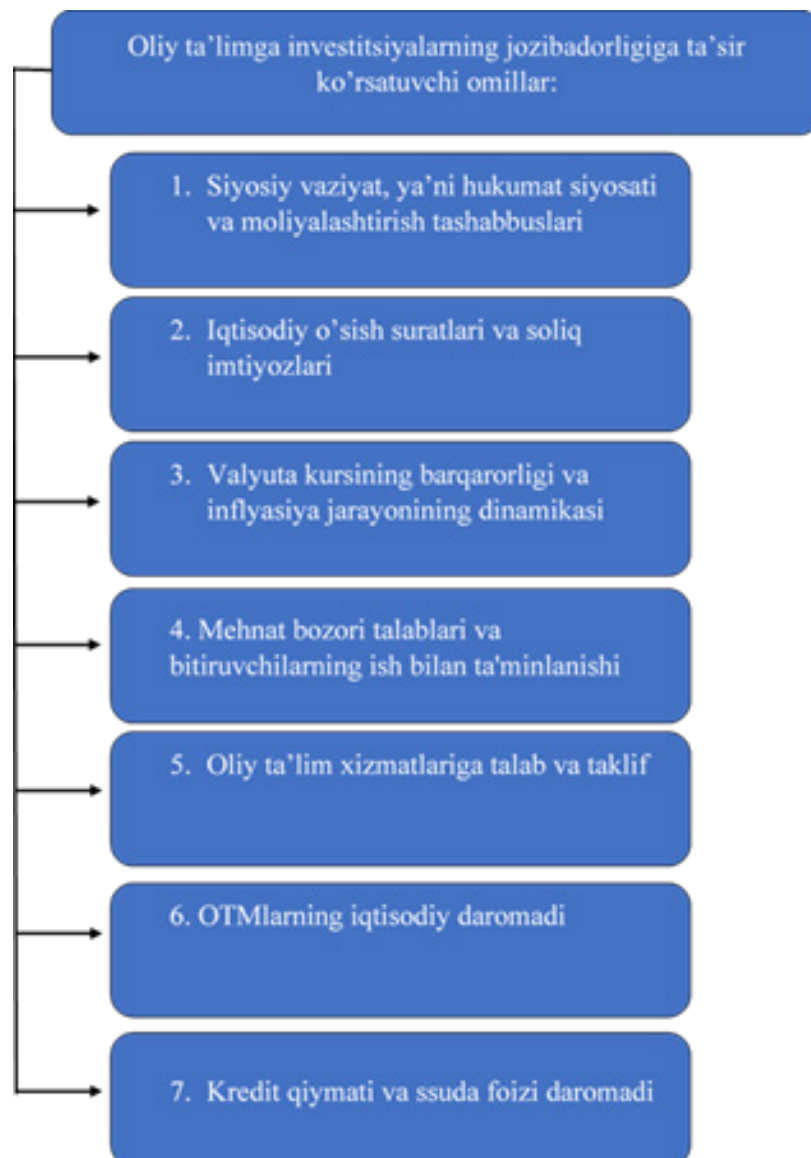 Oliy ta’limga investitsiyalarning jozibadorligiga ta’sir
ko’rsatuvchi omillar:
1. Siyosiy vaziyat, ya’ni hukumat siyosati
va moliyalashtirish tashabbuslari
2. Iqtisodiy o’sish suratlari va soliq
imtiyozlari
3. Valyuta kursining barqarorligi va
inflyasiya jarayonining dinamikasi
4. Mehnat bozori talablari va
bitiruvchilarning ish bilan ta'minlanishi
5. Oliy ta’lim xizmatlariga talab va taklif
6. OTMlarning iqtisodiy daromadi
7. Kredit qiymati va ssuda foizi daromadi